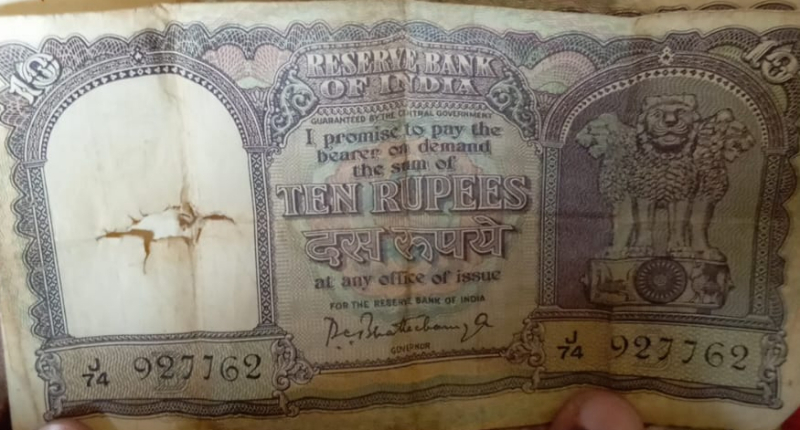 10
10
RESERVE BANK
OF INDIA
GUARANTEED BY THE CENTRAL GOVERNMENT
I promise to pay the
bearer on demand
the sum of
TEN RUPEES
दस रुपये
at any office of issue
FOR THE RESERVE BANK OF INDIA
GOVERNOR
J/74 927762
J/74 927762